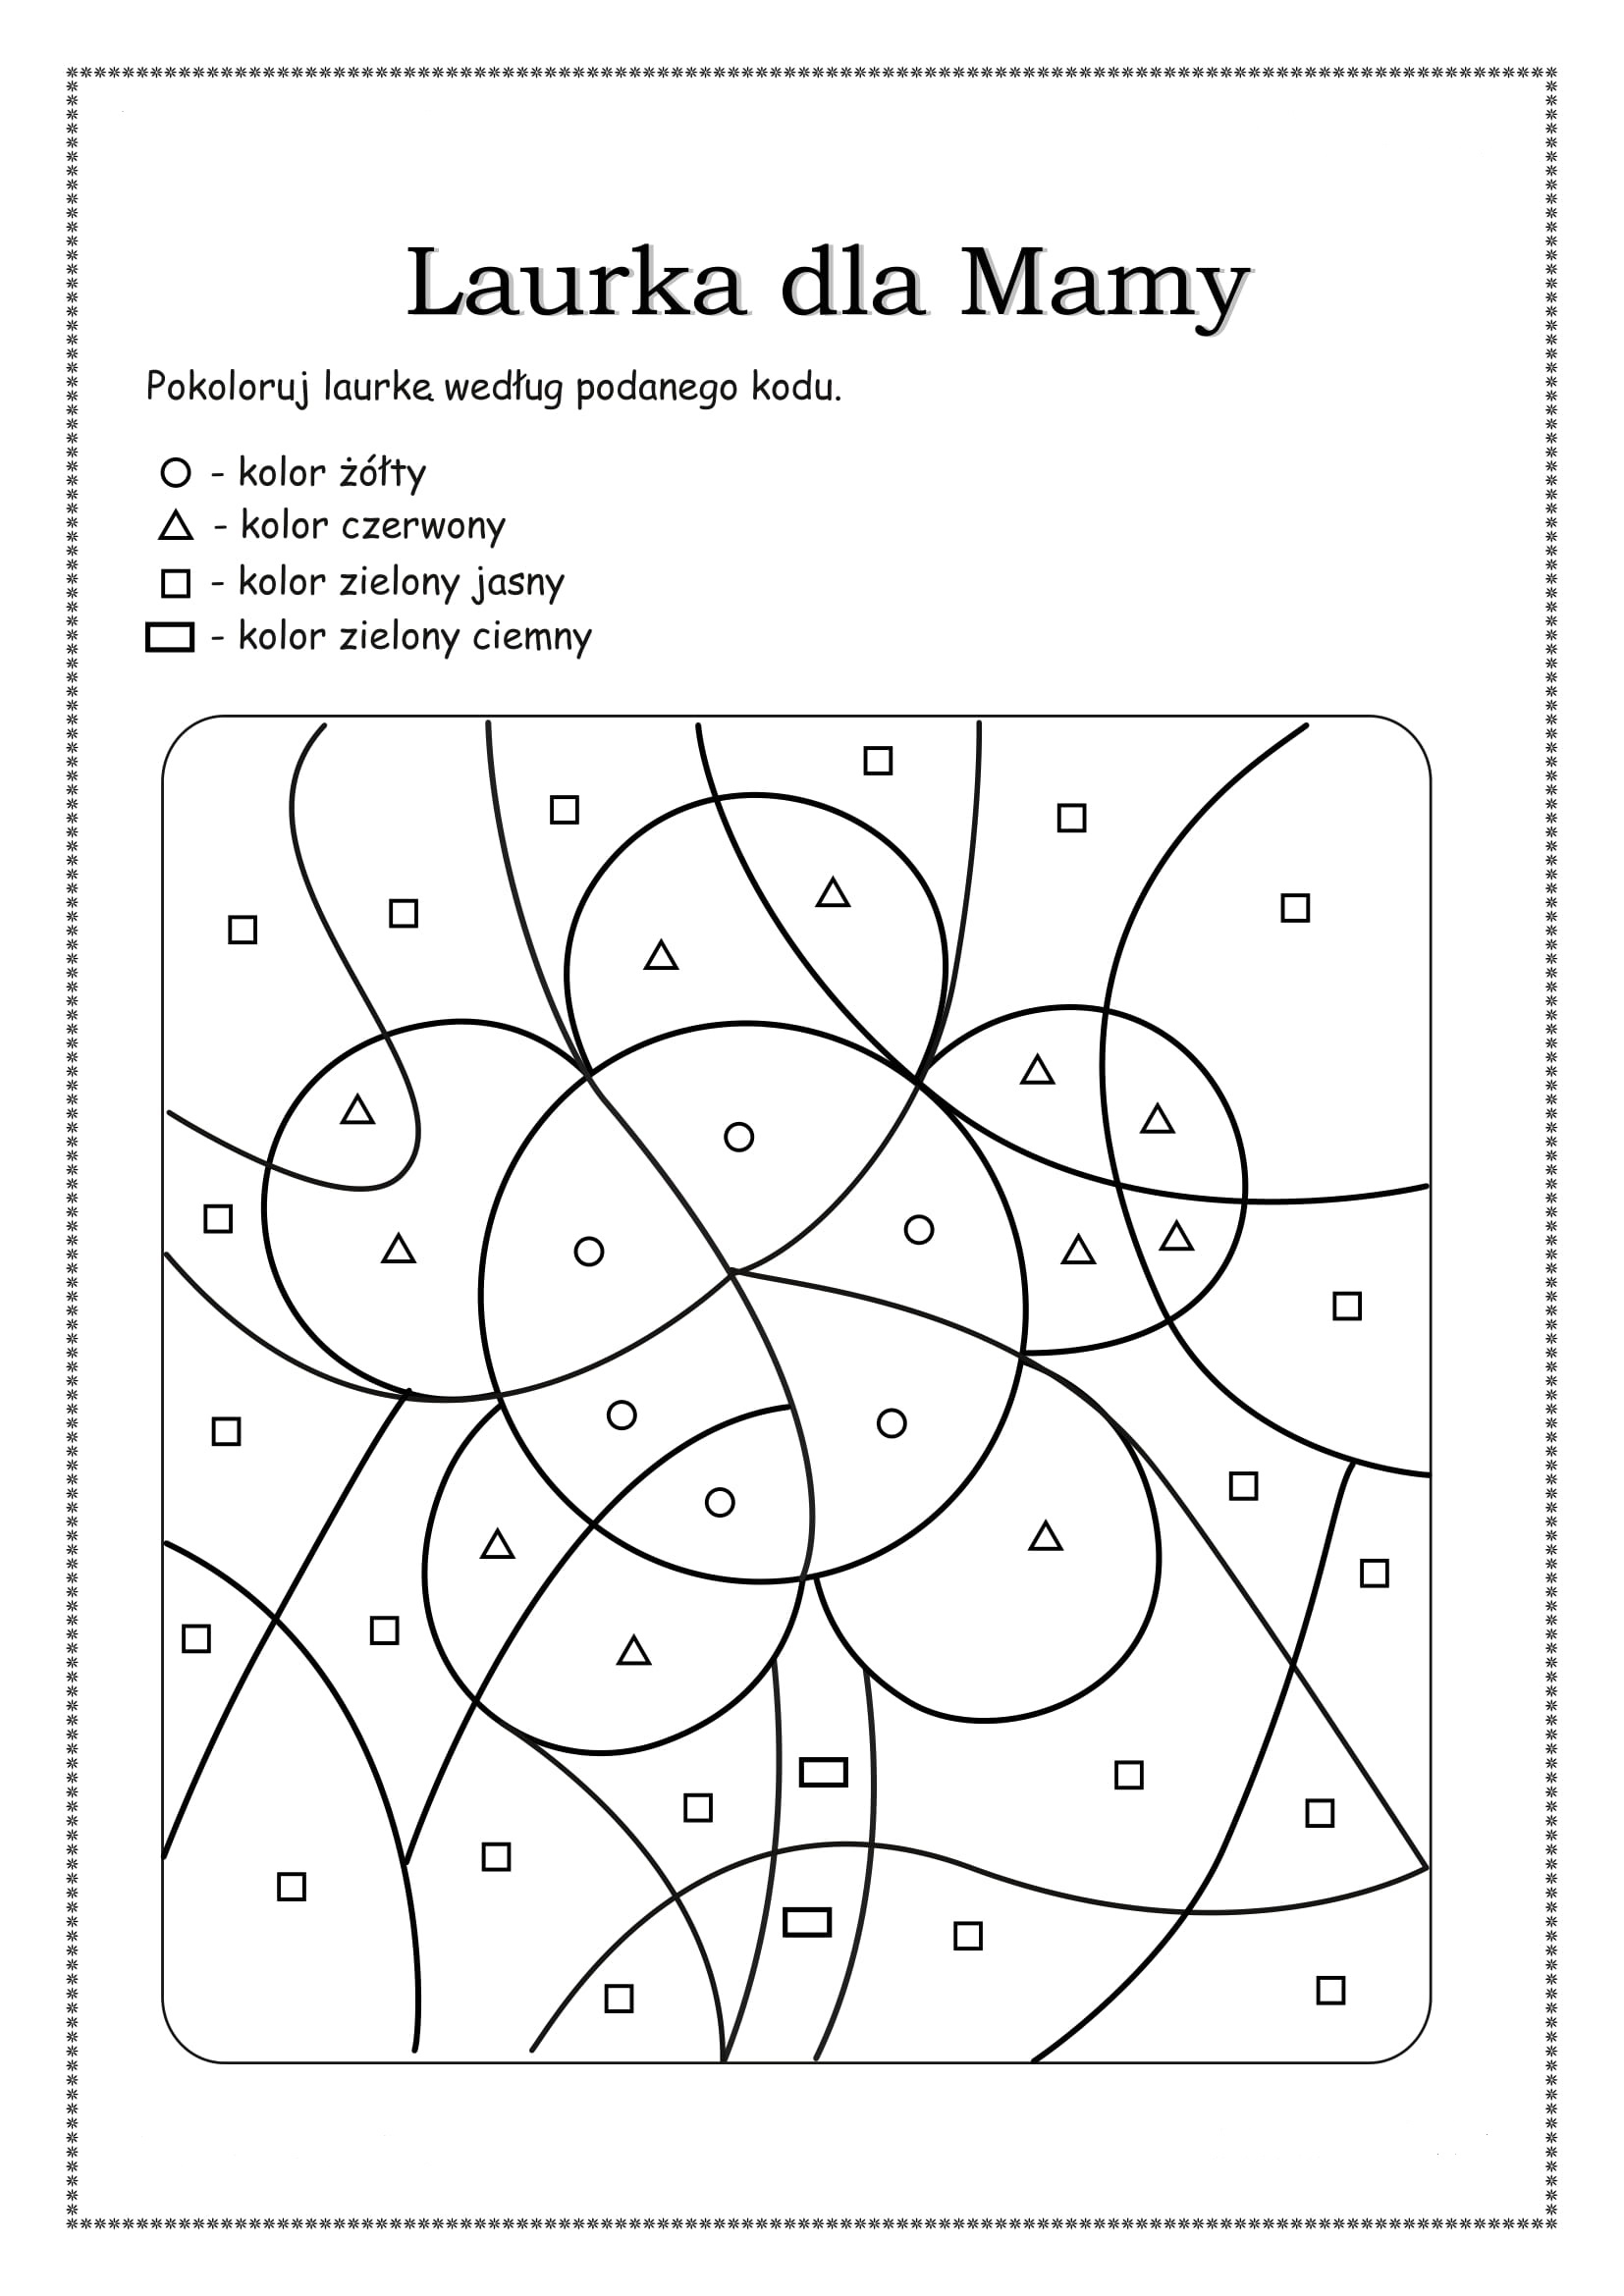 Laurka dla Mamy
Pokoloruj laurkę według podanego kodu.
- kolor żółty
- kolor czerwony
- kolor zielony jasny
- kolor zielony ciemny